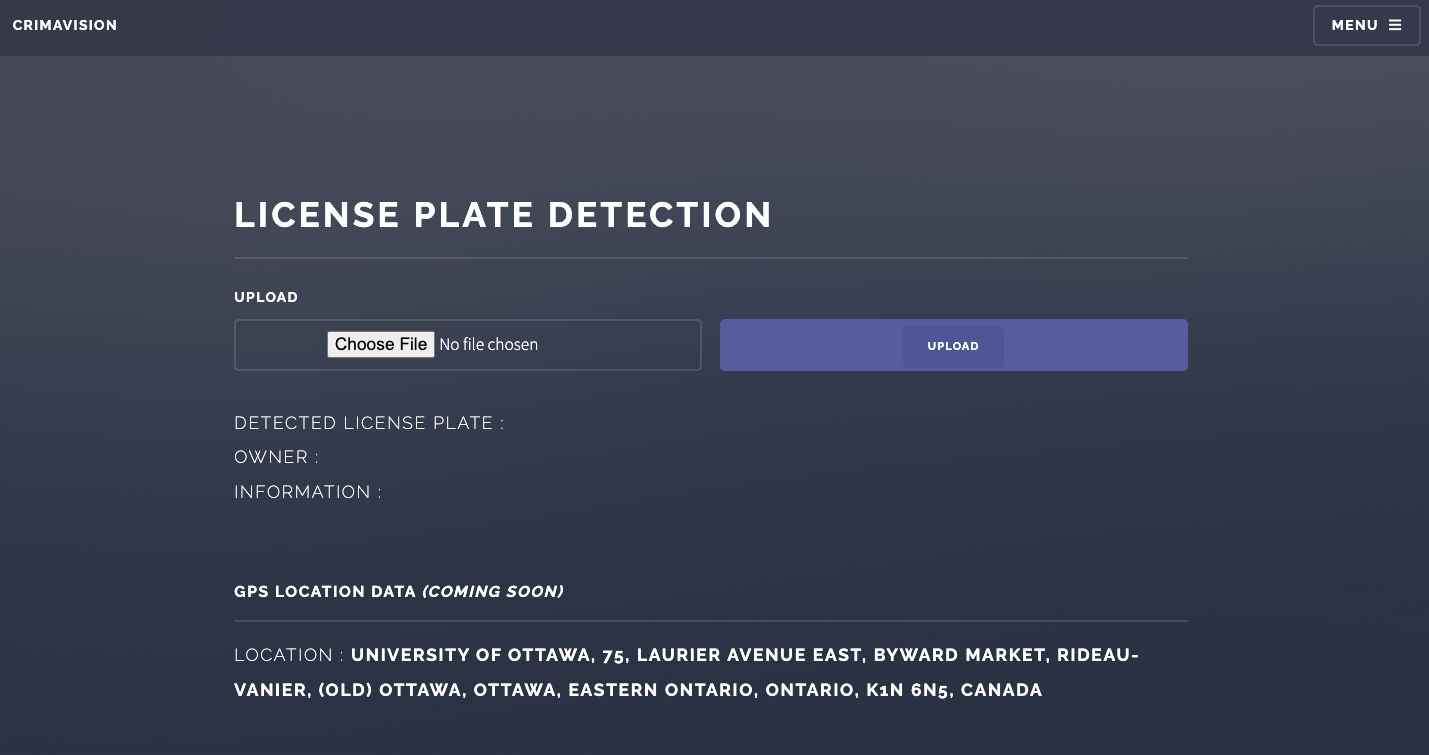 CRIMAVISION
MENU
LICENSE PLATE DETECTION
UPLOAD
Choose File No file chosen
UPLOAD
DETECTED LICENSE PLATE :
OWNER :
INFORMATION :
GPS LOCATION DATA (COMING SOON)
LOCATION : UNIVERSITY OF OTTAWA, 75, LAURIER AVENUE EAST, BYWARD MARKET, RIDEAU-
VANIER, (OLD) OTTAWA, OTTAWA, EASTERN ONTARIO, ONTARIO, K1N 6N5, CANADA